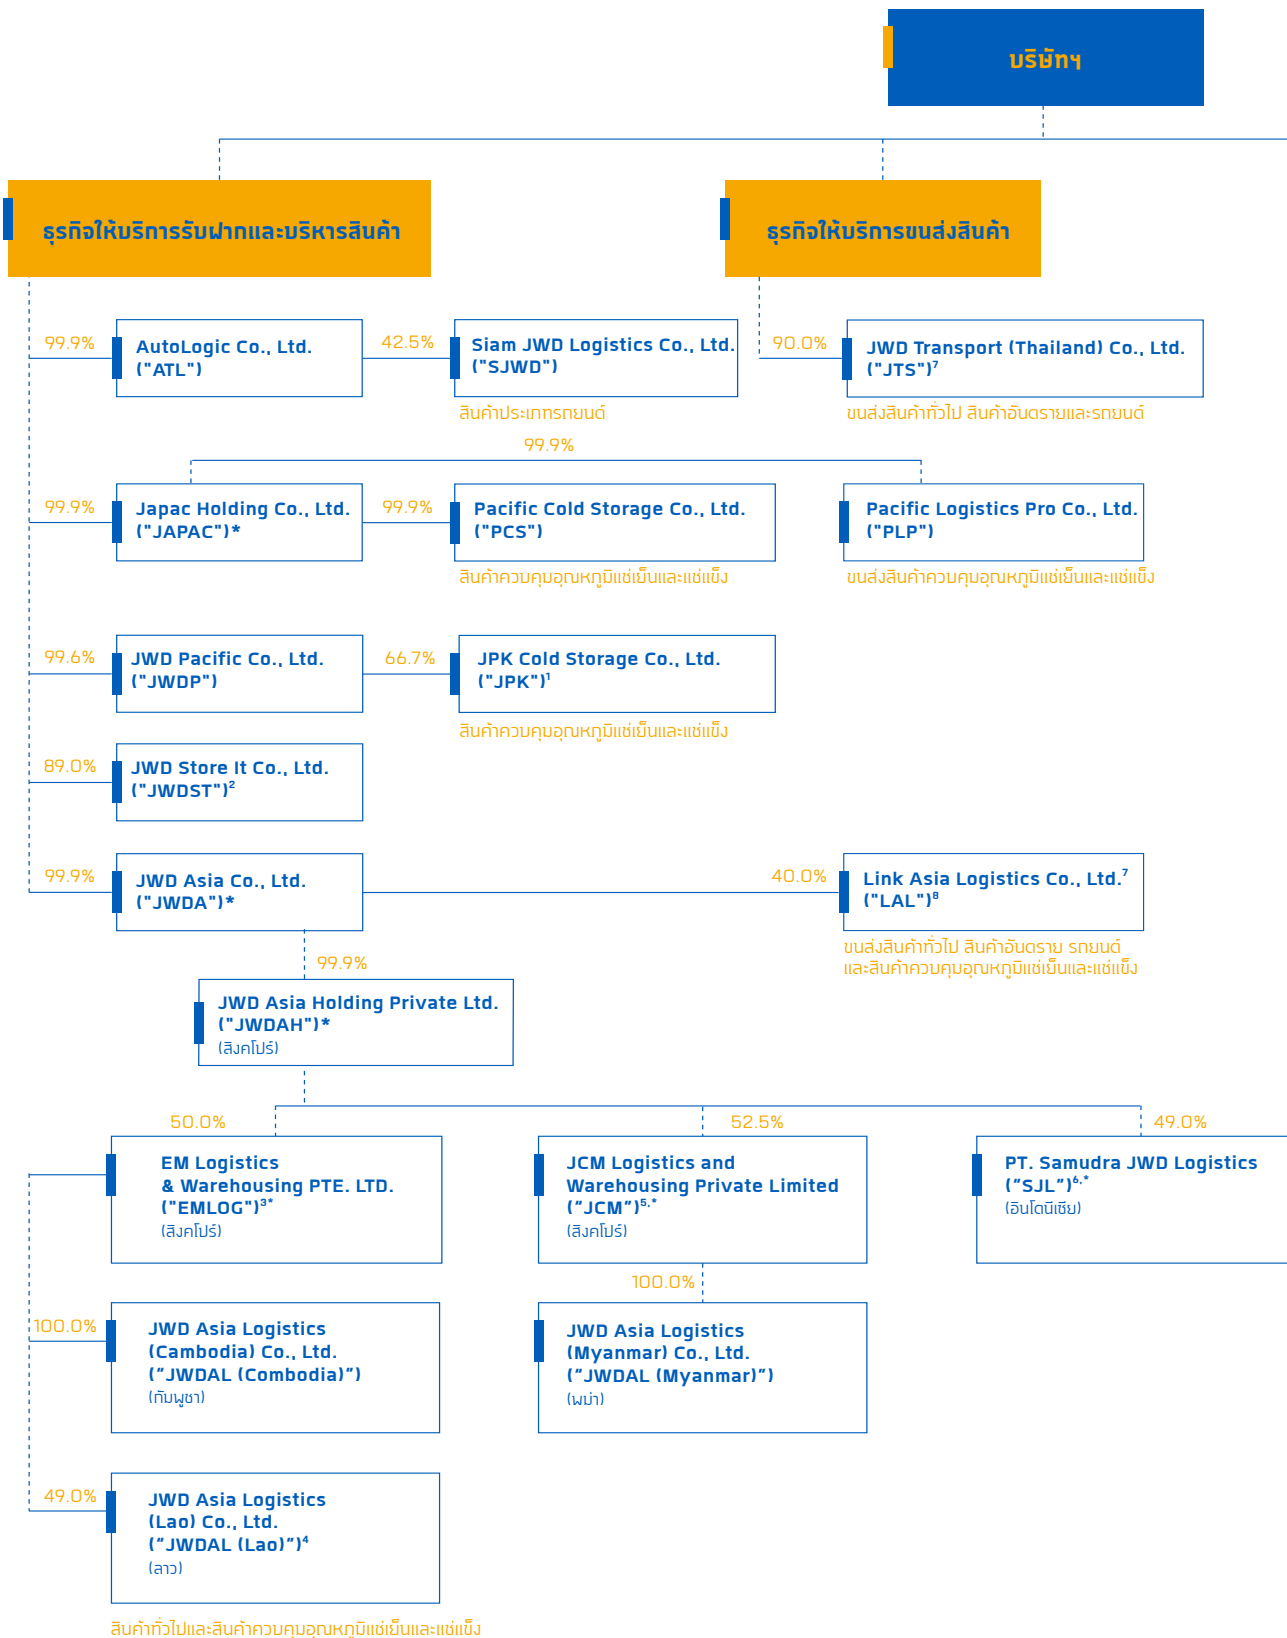 บริษัทฯ
ธุรกิจให้บริการรับฝากและบริหารสินค้า
ธุรกิจให้บริการขนส่งสินค้า
99.9%
AutoLogic Co., Ltd.
("ATL")
42.5%
Siam JWD Logistics Co., Ltd.
("SJWD")
สินค้าประเภทรถยนต์
90.0%
JWD Transport (Thailand) Co., Ltd.
("JTS")⁷
ขนส่งสินค้าทั่วไป สินค้าอันตรายและรถยนต์
99.9%
99.9%
Japac Holding Co., Ltd.
("JAPAC")*
99.9%
Pacific Cold Storage Co., Ltd.
("PCS")
สินค้าควบคุมอุณหภูมิแช่เย็นและแช่แข็ง
Pacific Logistics Pro Co., Ltd.
("PLP")
ขนส่งสินค้าควบคุมอุณหภูมิแช่เย็นและแช่แข็ง
99.6%
JWD Pacific Co., Ltd.
("JWDP")
66.7%
JPK Cold Storage Co., Ltd.
("JPK")¹
สินค้าควบคุมอุณหภูมิแช่เย็นและแช่แข็ง
89.0%
JWD Store It Co., Ltd.
("JWDST")²
99.9%
JWD Asia Co., Ltd.
("JWDA")*
40.0%
Link Asia Logistics Co., Ltd.⁷
("LAL")⁸
ขนส่งสินค้าทั่วไป สินค้าอันตราย รถยนต์
และสินค้าควบคุมอุณหภูมิแช่เย็นและแช่แข็ง
99.9%
JWD Asia Holding Private Ltd.
("JWDAH")*
(สิงคโปร์)
50.0%
EM Logistics
& Warehousing PTE. LTD.
("EMLOG")³*
(สิงคโปร์)
52.5%
JCM Logistics and
Warehousing Private Limited
(“JCM”)⁵,*
(สิงคโปร์)
49.0%
PT. Samudra JWD Logistics
(“SJL”)⁶,*
(อินโดนีเซีย)
100.0%
JWD Asia Logistics
(Cambodia) Co., Ltd.
(“JWDAL (Combodia)”)
(กัมพูชา)
100.0%
JWD Asia Logistics
(Myanmar) Co., Ltd.
(“JWDAL (Myanmar)”)
(พม่า)
49.0%
JWD Asia Logistics
(Lao) Co., Ltd.
(“JWDAL (Lao)”)⁴
(ลาว)
สินค้าทั่วไปและสินค้าควบคุมอุณหภูมิแช่เย็นและแช่แข็ง